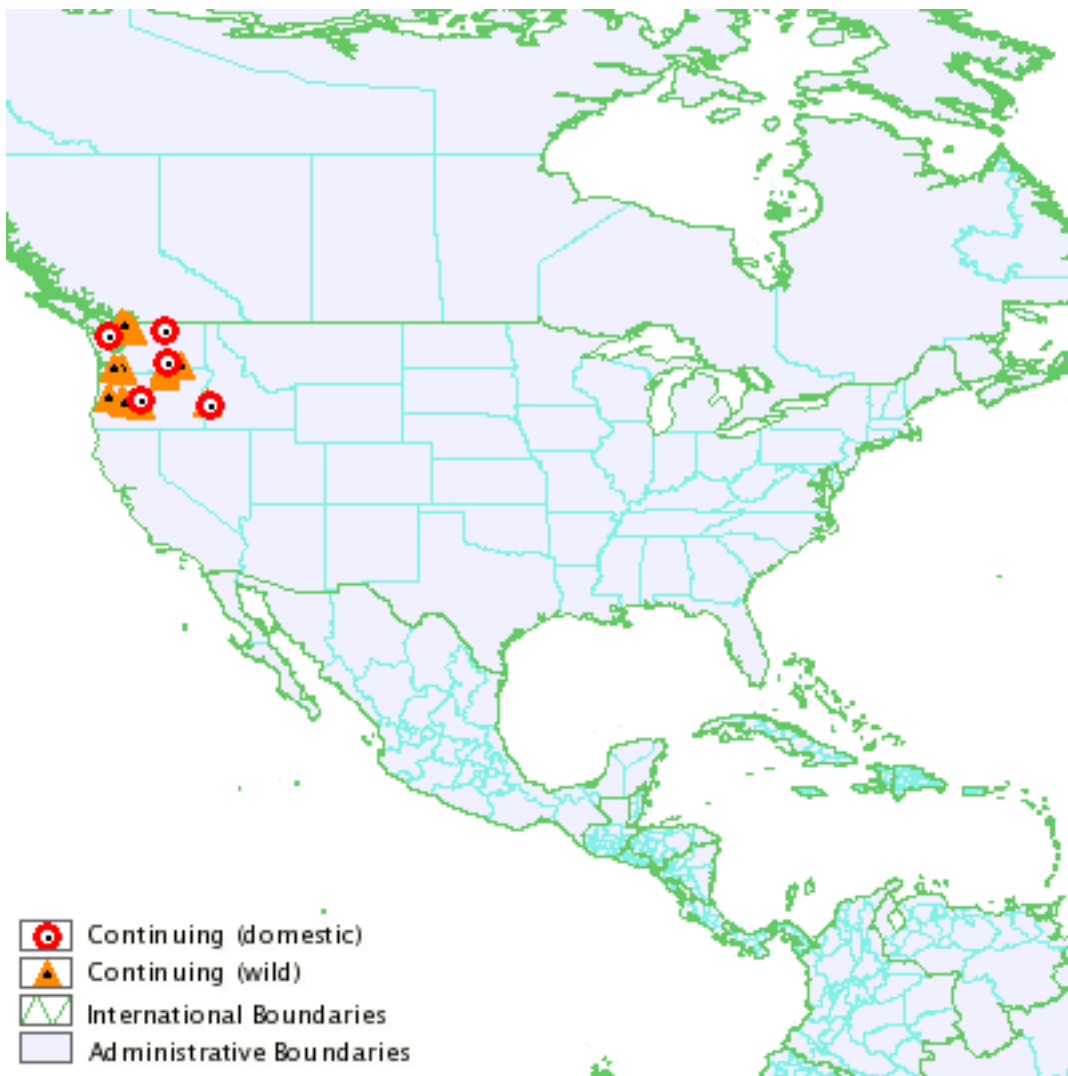 Continuing (domestic)
Continuing (wild)
International Boundaries
Administrative Boundaries